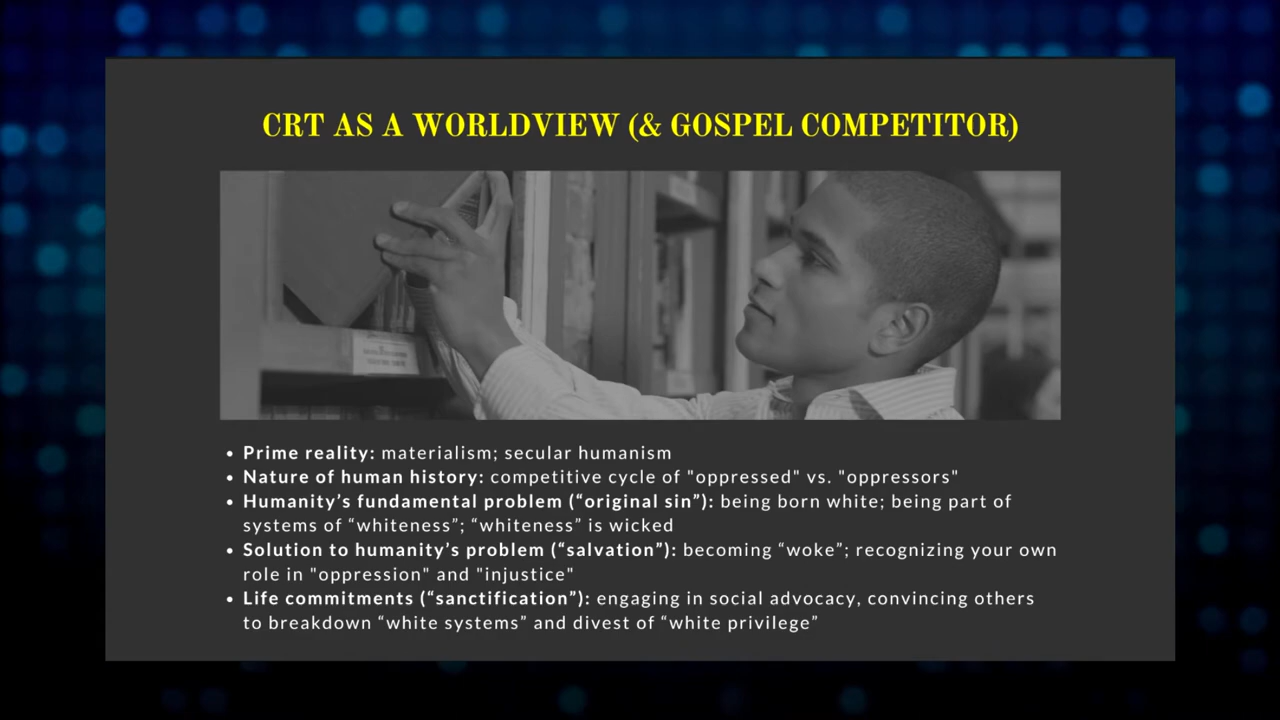 CRT AS A WORLDVIEW (& GOSPEL COMPETITOR)
• Prime reality: materialism; secular humanism
• Nature of human history: competitive cycle of "oppressed" vs. "oppressors"
• Humanity’s fundamental problem (“original sin”): being born white; being part of
systems of “whiteness”; “whiteness” is wicked
• Solution to humanity’s problem (“salvation”): becoming “woke”; recognizing your own
role in "oppression" and "injustice"
• Life commitments (“sanctification”): engaging in social advocacy, convincing others
to breakdown “white systems” and divest of “white privilege”